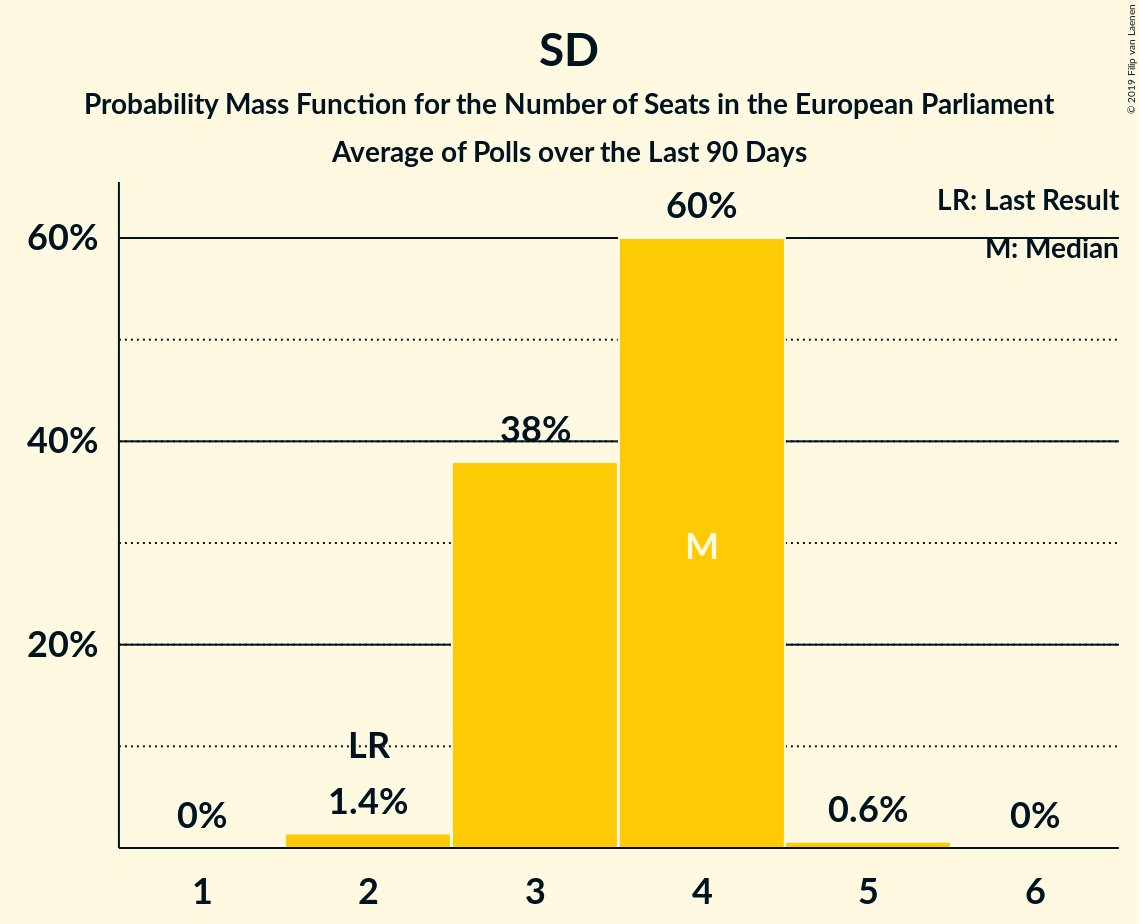 SD
Probability Mass Function for the Number of Seats in the European Parliament
Average of Polls over the Last 90 Days
© 2019 Filip van Laenen
LR: Last Result
M: Median
60%
40%
20%
0%
LR
1.4%
38%
60%
M
0.6%
0%
1 2 3 4 5 6